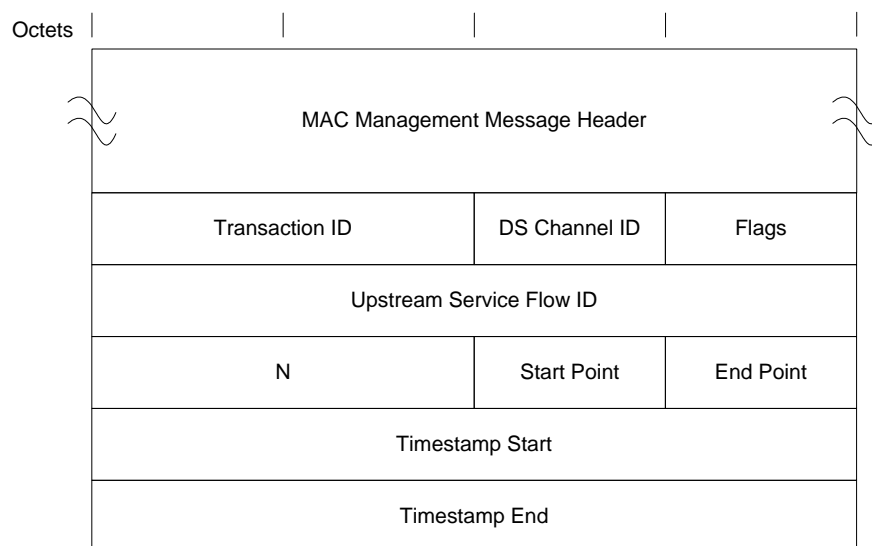 Octets
MAC Management Message Header
Transaction ID
DS Channel ID
Flags
Upstream Service Flow ID
N
Start Point
End Point
Timestamp Start
Timestamp End